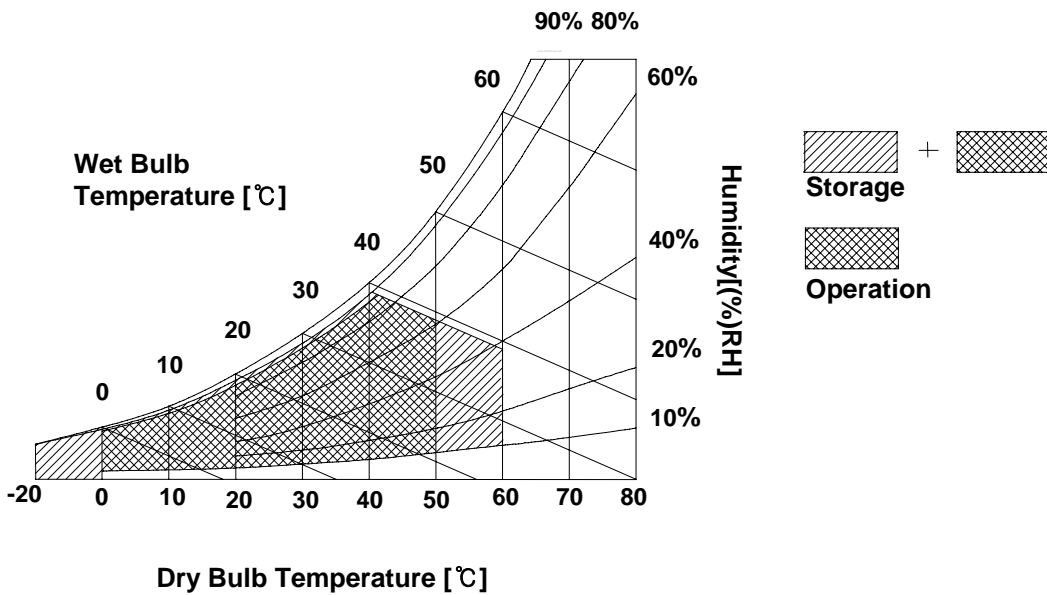 90% 80%
60
60%
50
Wet Bulb
Temperature [℃]
Storage
+
40
40%
30
Humidity[(%)RH]
Operation
20
20%
10
0
10%
-20 0 10 20 30 40 50 60 70 80
Dry Bulb Temperature [℃]